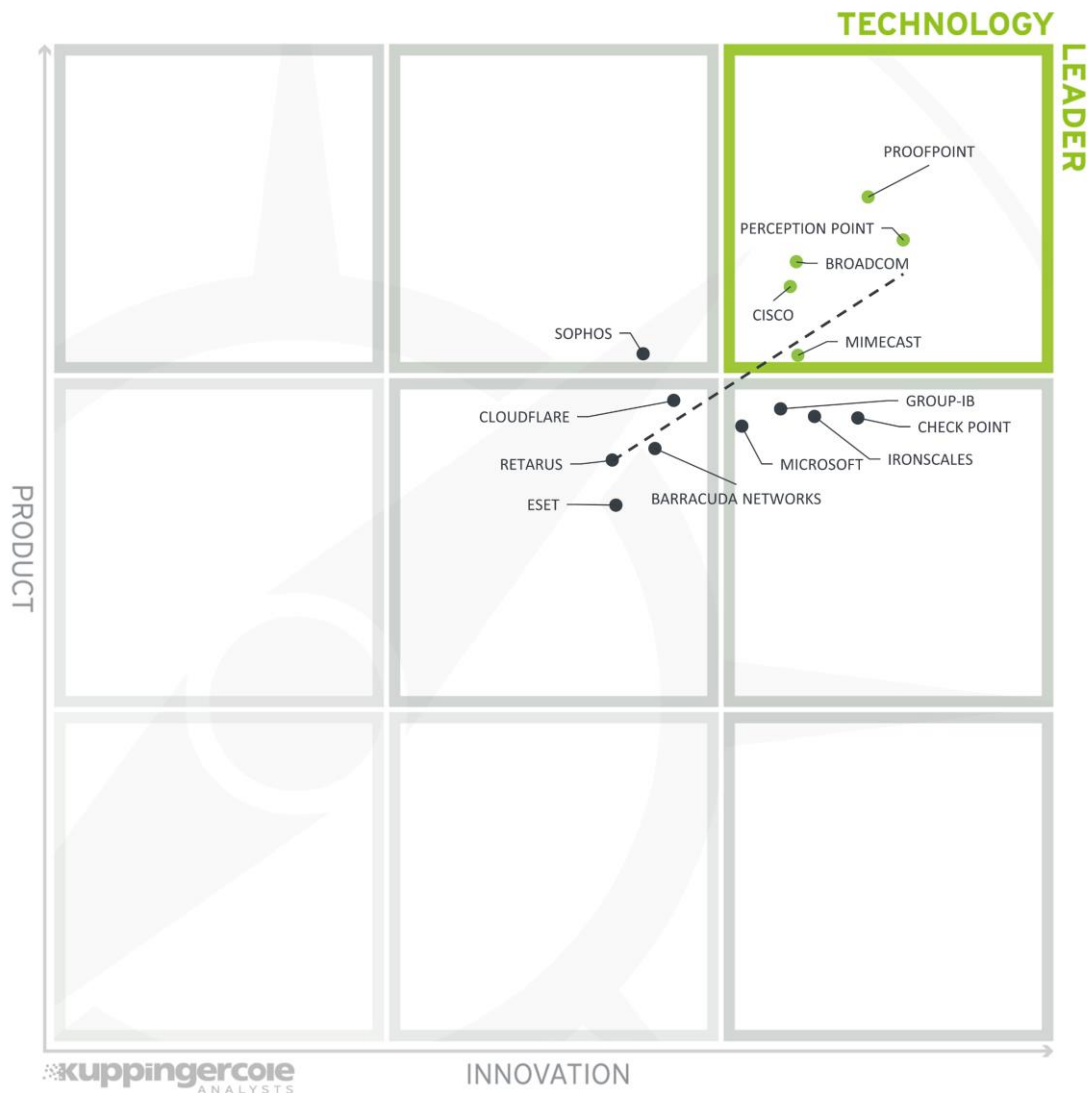 TECHNOLOGY
LEADER
PROOFPOINT
PERCEPTION POINT
BROADCOM
CISCO
SOPHOS
MIMECAST
GROUP-IB
CLOUDFLARE
CHECK POINT
RETARUS
MICROSOFT
IRONSCALES
ESET
BARRACUDA NETWORKS
PRODUCT
INNOVATION
kuppingercole
ANALYSTS